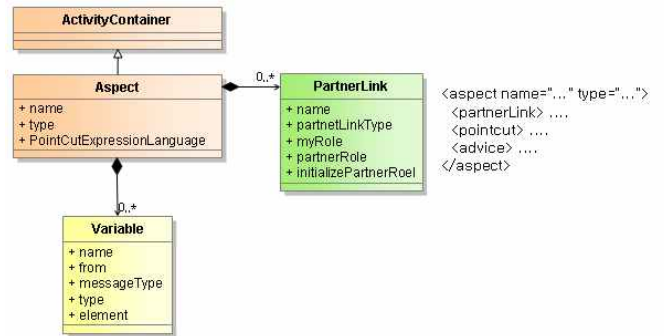 ActivityContainer
Aspect
+ name
+ type
+ PointCutExpressionLanguage
0..*
PartnerLink
+ name
+ partnetLinkType
+ myRole
+ partnerRole
+ initializePartnerRoel
<aspect name="..." type="...">
<partnerLink> ....
<pointcut> ....
<advice> ....
</aspect>
0..*
Variable
+ name
+ from
+ messageType
+ type
+ element